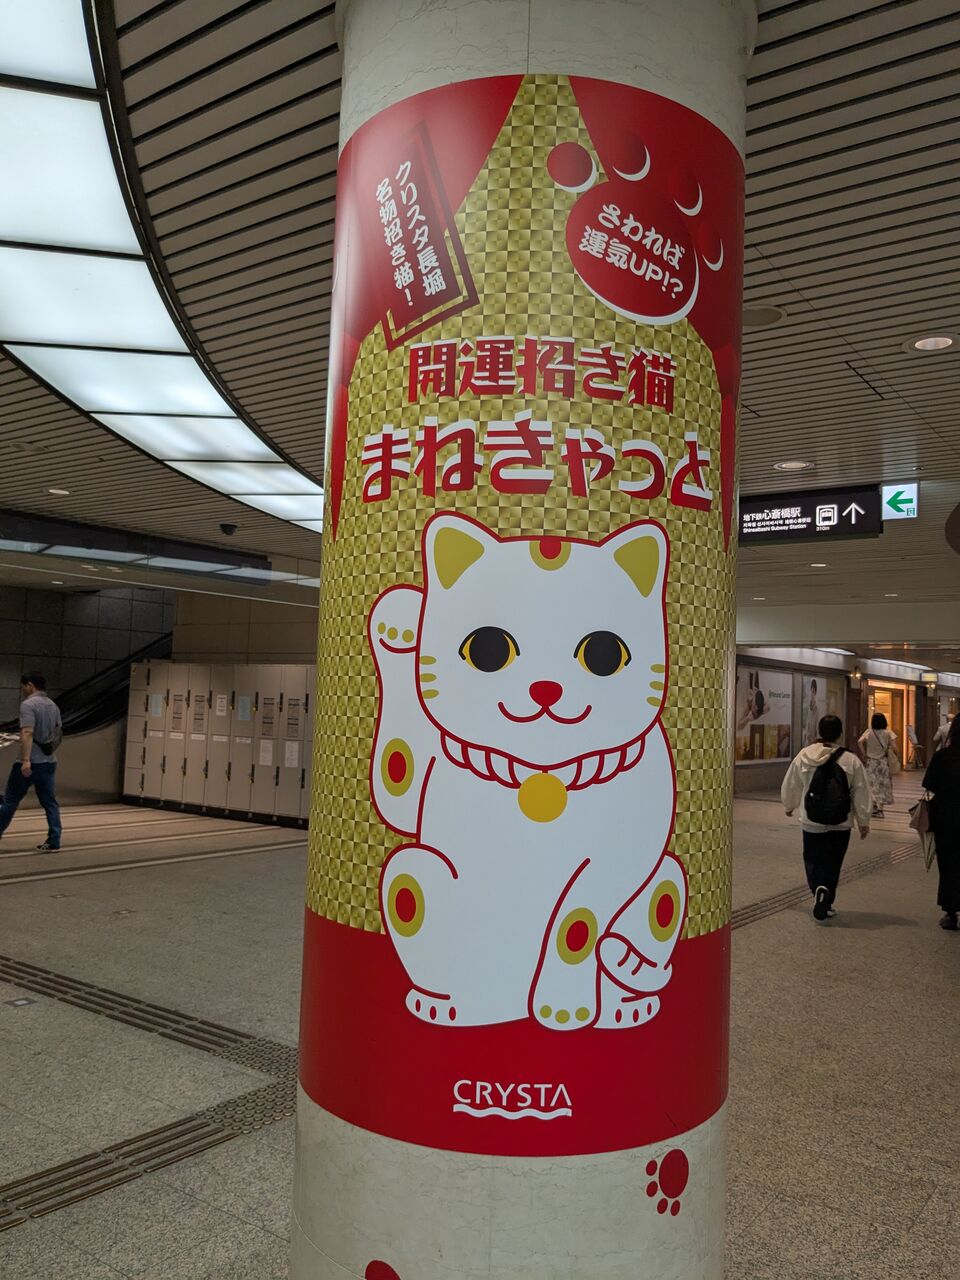 クリスタ長堀
名物招き猫！
さわれば
運気UP!?
開運招き猫
まねきゃっと
CRYSTA
地下鉄心斎橋駅
Shinsaibashi Subway Station
310m